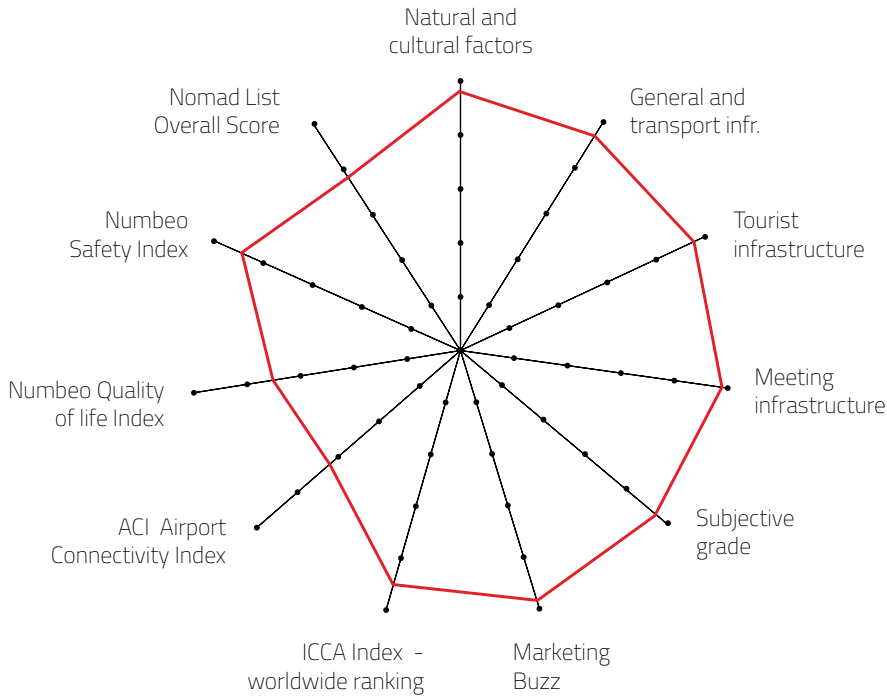 Natural and
cultural factors
General and
transport infr.
Tourist
infrastructure
Meeting
infrastructure
Subjective
grade
Marketing
Buzz
ICCA Index -
worldwide ranking
ACI Airport
Connectivity Index
Numbeo Quality
of life Index
Numbeo
Safety Index
Nomad List
Overall Score